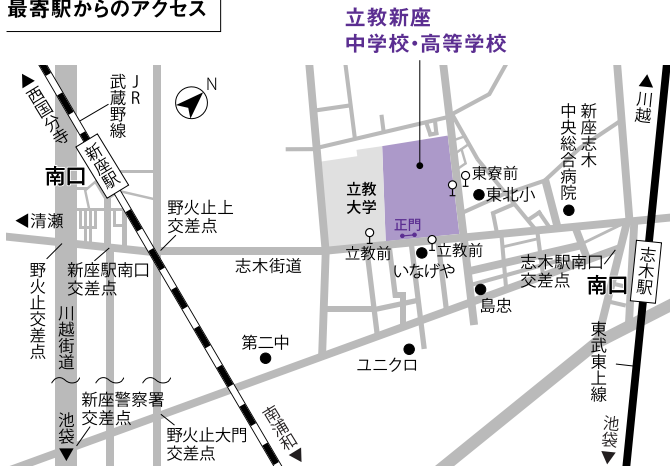 最寄駅からのアクセス
立教新座
中学校・高等学校
N
西国分寺
JR
武蔵野線
新座駅
南口
清瀬
野火止上
交差点
野火止交差点
新座駅南口
交差点
川越街道
志木街道
立教
大学
正門
立教前
立教前
いなげや
東寮前
東北小
新座志木
中央総合病院
川越
志木駅南口
交差点
南口
志木駅
島忠
第二中
ユニクロ
東武東上線
新座警察署
交差点
池袋
野火止大門
交差点
南浦和
池袋